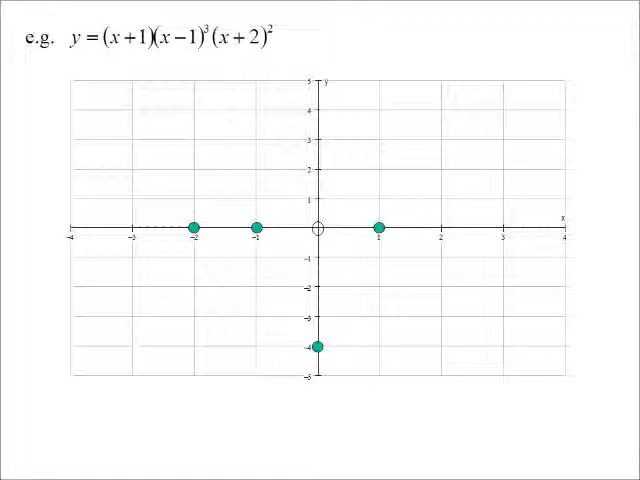 e.g. y = (x+1)(x−1)³(x+2)²
5 y
4
3
2
1
x
−4 −3 −2 −1 1 2 3 4
−1
−2
−3
−4
−5